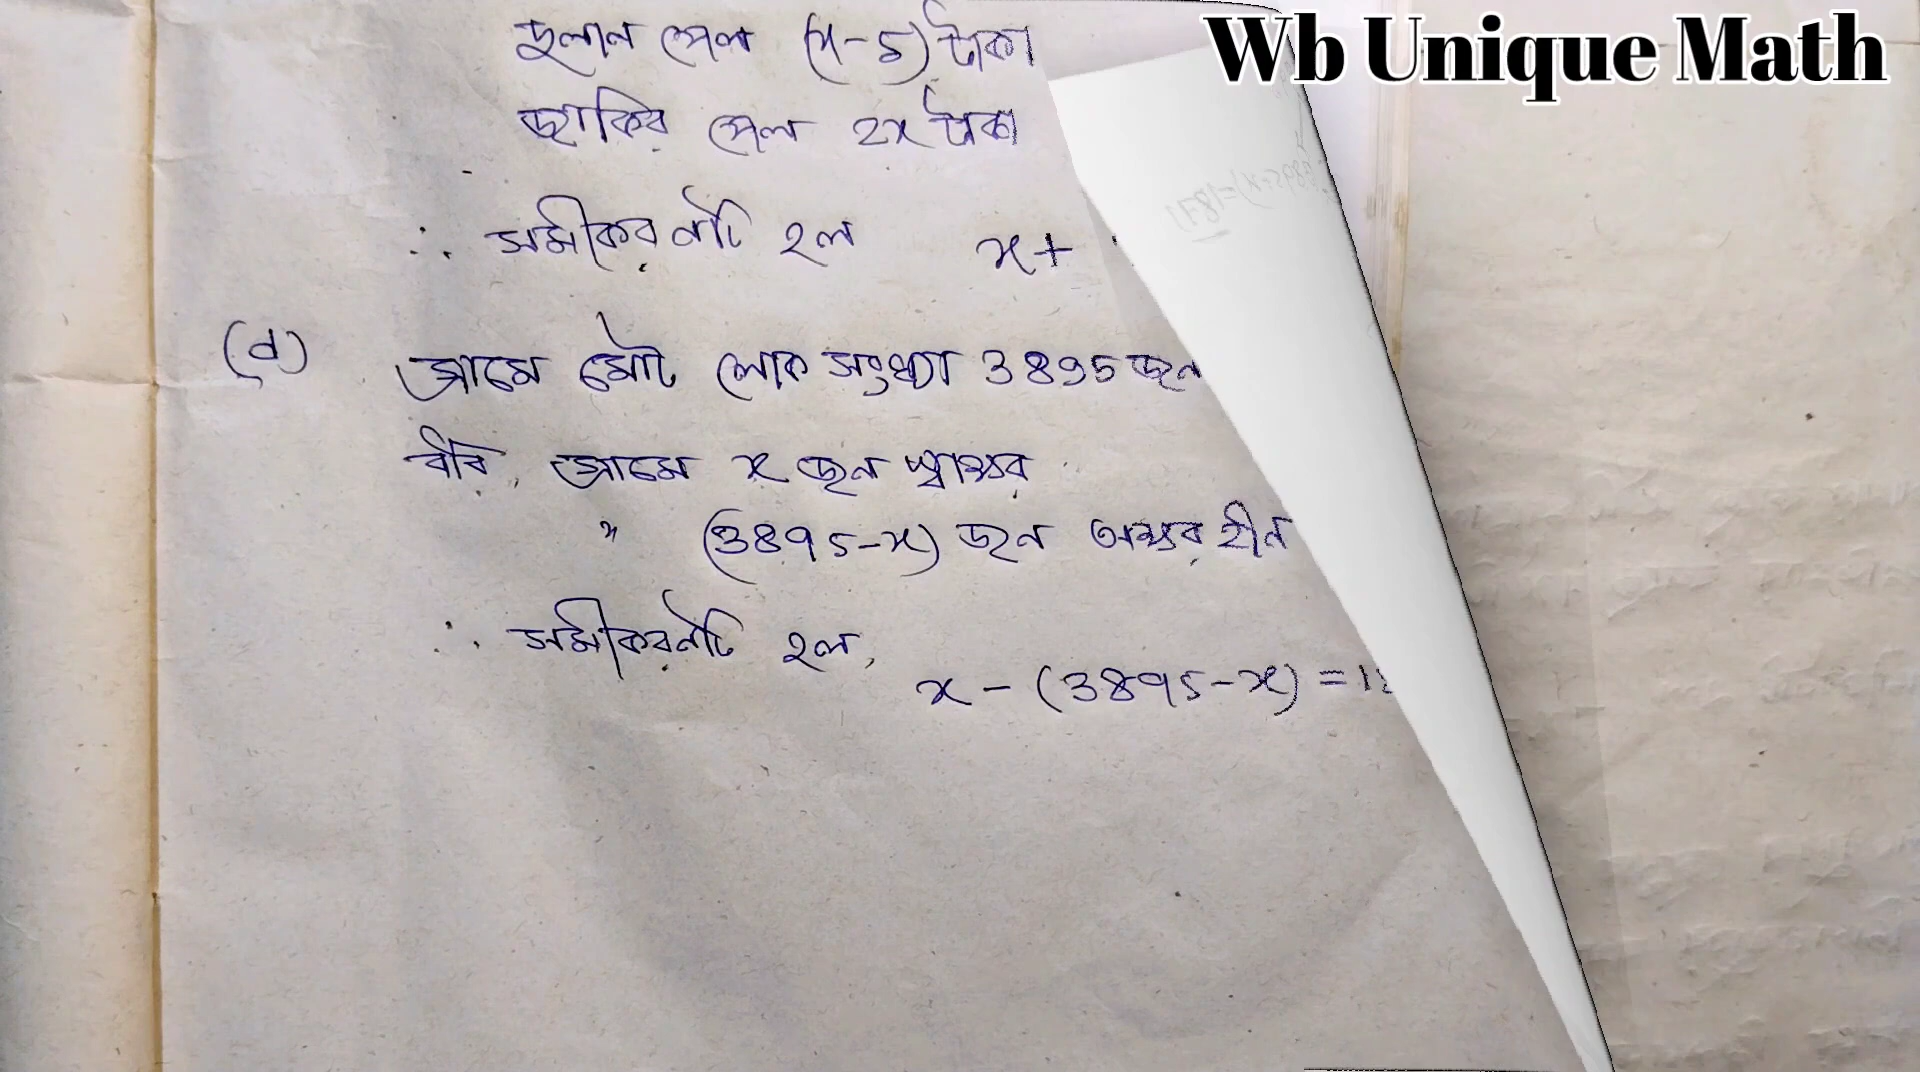 Wb Unique Math
দুলাল পেল (x-5) টাকা
জাকির পেল 2x টাকা
∴ সমীকরণটি হল x+
(d) গ্রামে মোট লোক সংখ্যা 3895 জন
ধরি, গ্রামে x জন স্বাক্ষর
" (3895-x) জন অক্ষর হীন
∴ সমীকরণটি হল,
x - (3895-x) = 1